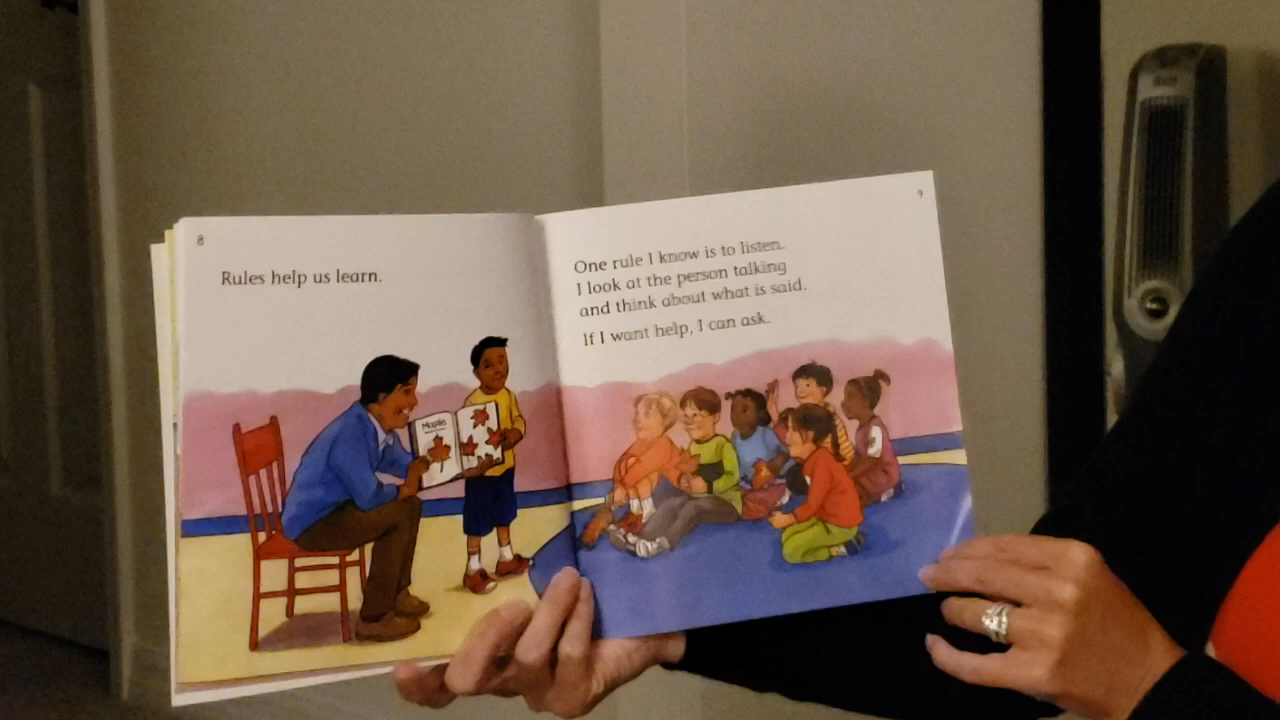 8
Rules help us learn.
Maple
9
One rule I know is to listen.
I look at the person talking
and think about what is said.
If I want help, I can ask.